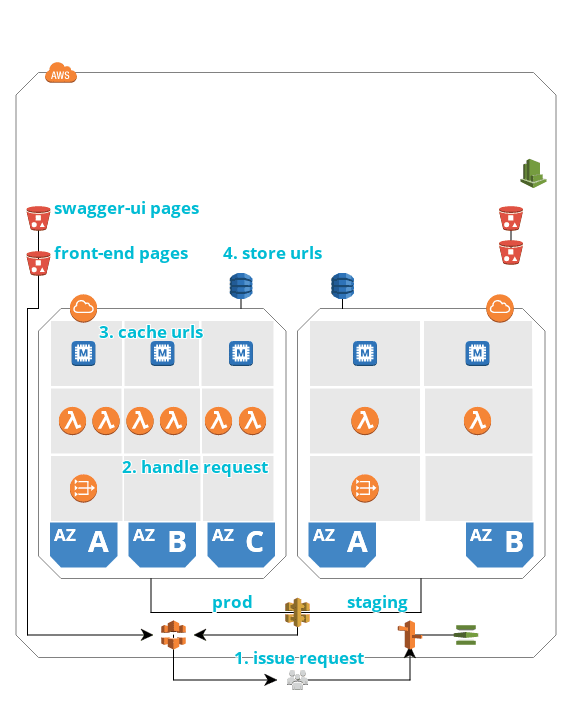 AWS
swagger-ui pages
front-end pages
4. store urls
3. cache urls
M
M
M
M
M
λ
λ
λ
λ
λ
λ
λ
λ
2. handle request
AZ A
AZ B
AZ C
AZ A
AZ B
prod
staging
1. issue request